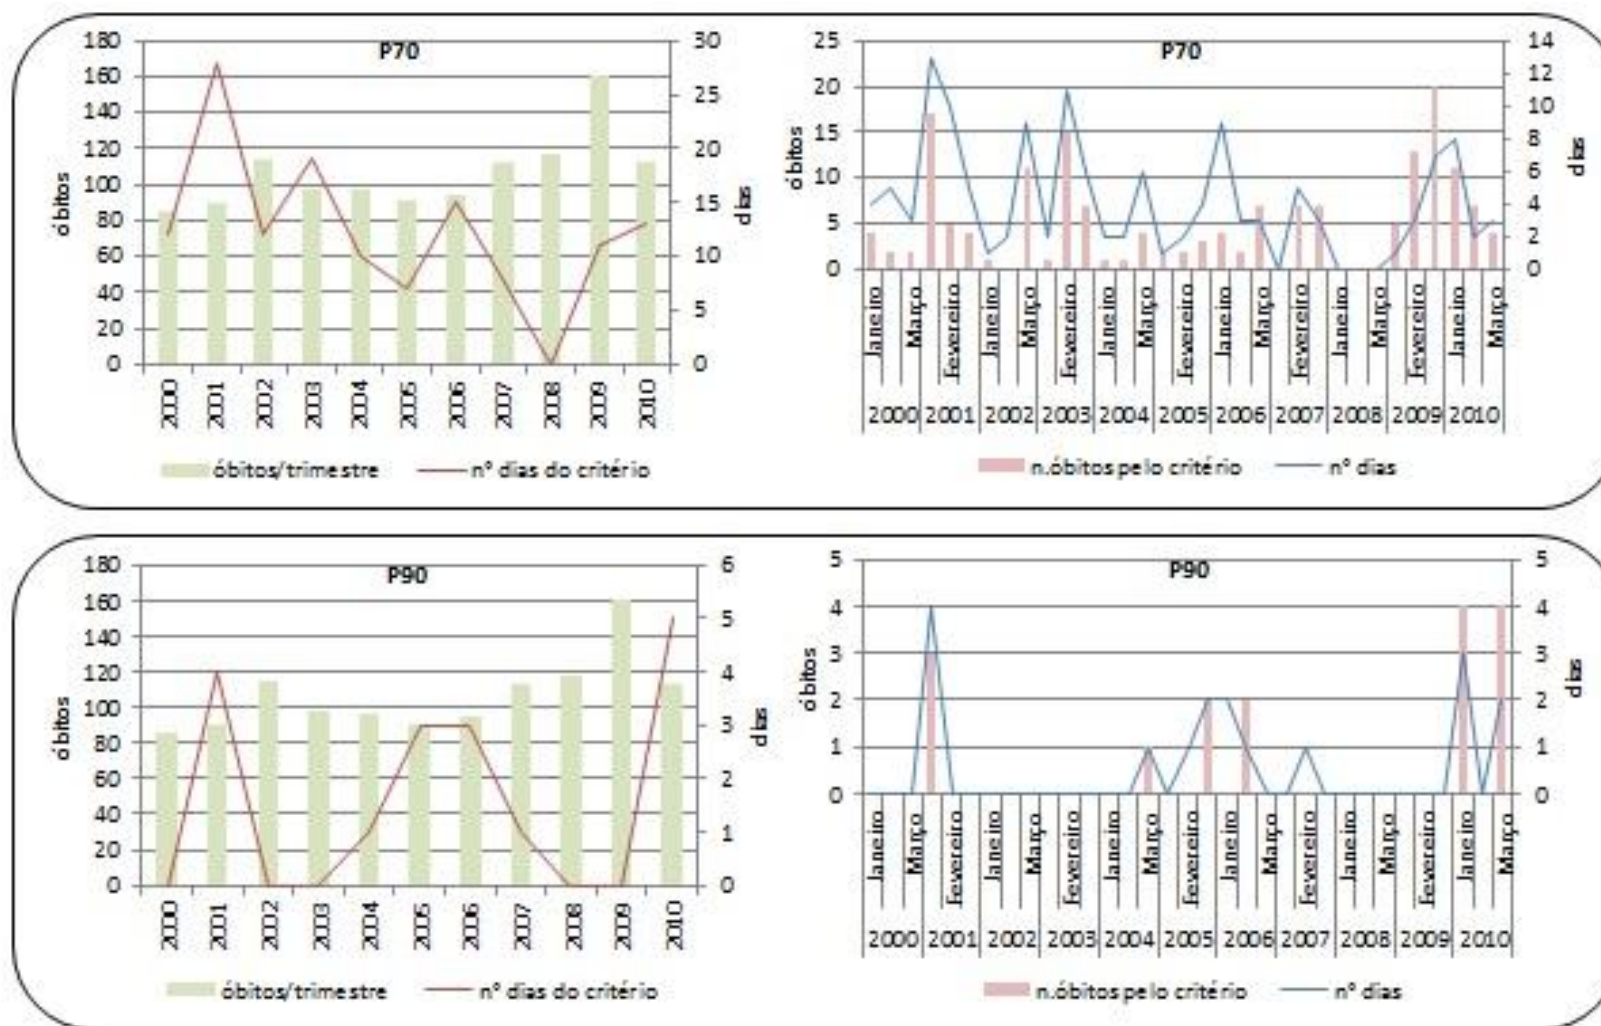 P70
180
160
140
120
100
80
60
40
20
0
óbitos
30
25
20
15
10
5
0
dias
2000 2001 2002 2003 2004 2005 2006 2007 2008 2009 2010
óbitos/trimestre nº dias do critério
P70
25
20
15
10
5
0
óbitos
14
12
10
8
6
4
2
0
dias
Janeiro Março Fevereiro Janeiro Março Fevereiro Janeiro Março Fevereiro Janeiro Março Fevereiro Janeiro Março Fevereiro Janeiro Março
2000 2001 2002 2003 2004 2005 2006 2007 2008 2009 2010
n.óbitos pelo critério nº dias
P90
180
160
140
120
100
80
60
40
20
0
óbitos
6
5
4
3
2
1
0
dias
2000 2001 2002 2003 2004 2005 2006 2007 2008 2009 2010
óbitos/trimestre nº dias do critério
P90
5
4
3
2
1
0
óbitos
5
4
3
2
1
0
dias
Janeiro Março Fevereiro Janeiro Março Fevereiro Janeiro Março Fevereiro Janeiro Março Fevereiro Janeiro Março Fevereiro Janeiro Março
2000 2001 2002 2003 2004 2005 2006 2007 2008 2009 2010
n.óbitos pelo critério nº dias